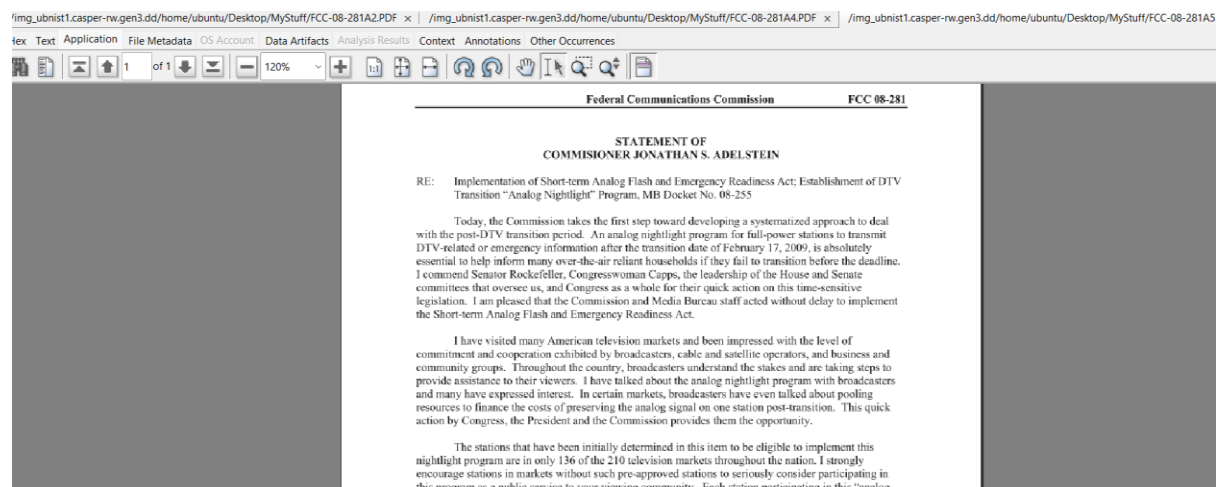 /img_ubnist1.casper-rw.gen3.dd/home/ubuntu/Desktop/MyStuff/FCC-08-281A2.PDF × /img_ubnist1.casper-rw.gen3.dd/home/ubuntu/Desktop/MyStuff/FCC-08-281A4.PDF × /img_ubnist1.casper-rw.gen3.dd/home/ubuntu/Desktop/MyStuff/FCC-08-281A5
Text Application File Metadata OS Account Data Artifacts Analysis Results Context Annotations Other Occurrences
1 of 1 120% 1:1
Federal Communications Commission FCC 08-281
STATEMENT OF
COMMISIONER JONATHAN S. ADELSTEIN
RE: Implementation of Short-term Analog Flash and Emergency Readiness Act; Establishment of DTV
Transition “Analog Nightlight” Program, MB Docket No. 08-255
Today, the Commission takes the first step toward developing a systematized approach to deal
with the post-DTV transition period. An analog nightlight program for full-power stations to transmit
DTV-related or emergency information after the transition date of February 17, 2009, is absolutely
essential to help inform many over-the-air reliant households if they fail to transition before the deadline.
I commend Senator Rockefeller, Congresswoman Capps, the leadership of the House and Senate
committees that oversee us, and Congress as a whole for their quick action on this time-sensitive
legislation. I am pleased that the Commission and Media Bureau staff acted without delay to implement
the Short-term Analog Flash and Emergency Readiness Act.
I have visited many American television markets and been impressed with the level of
commitment and cooperation exhibited by broadcasters, cable and satellite operators, and business and
community groups. Throughout the country, broadcasters understand the stakes and are taking steps to
provide assistance to their viewers. I have talked about the analog nightlight program with broadcasters
and many have expressed interest. In certain markets, broadcasters have even talked about pooling
resources to finance the costs of preserving the analog signal on one station post-transition. This quick
action by Congress, the President and the Commission provides them the opportunity.
The stations that have been initially determined in this item to be eligible to implement this
nightlight program are in only 136 of the 210 television markets throughout the nation. I strongly
encourage stations in markets without such pre-approved stations to seriously consider participating in
this program as a public service to your viewing community. Each station participating in this “analog